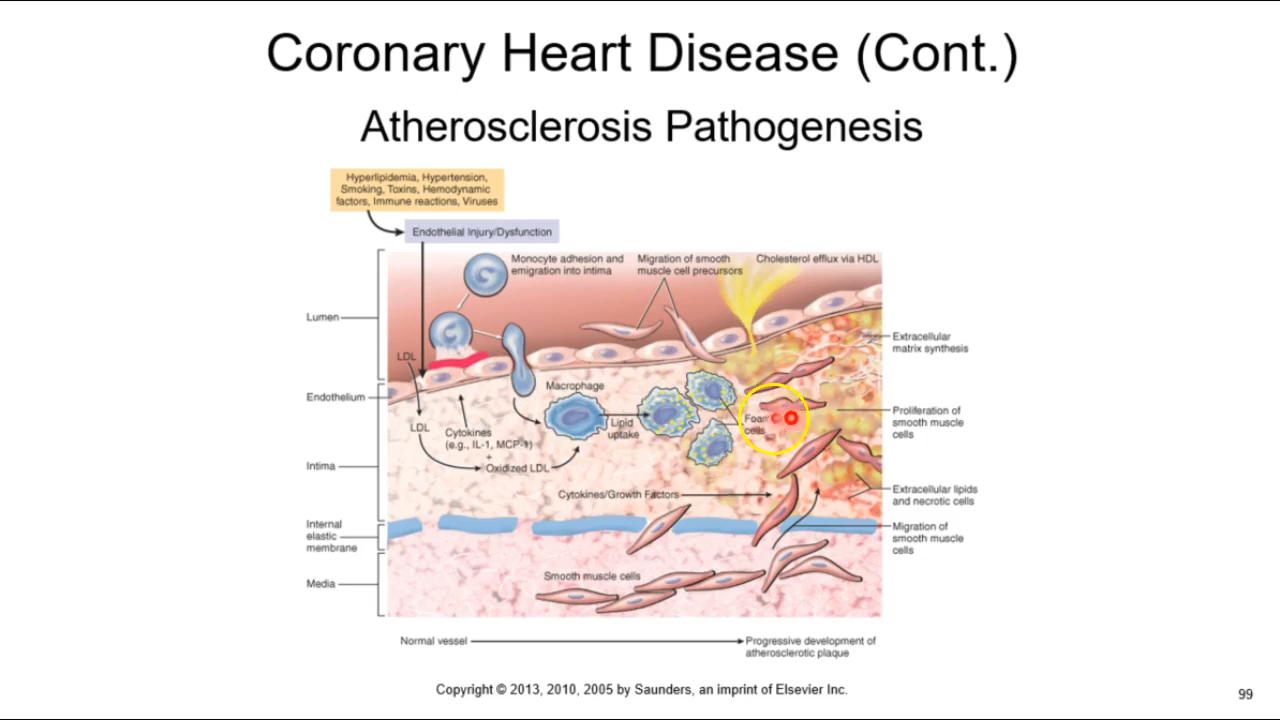 Coronary Heart Disease (Cont.)
Atherosclerosis Pathogenesis
Hyperlipidemia, Hypertension,
Smoking, Toxins, Hemodynamic
factors, Immune reactions, Viruses
Endothelial Injury/Dysfunction
Monocyte adhesion and
emigration into intima
Migration of smooth
muscle cell precursors
Cholesterol efflux via HDL
Lumen
LDL
Extracellular
matrix synthesis
Endothelium
Macrophage
LDL
Cytokines
(e.g., IL-1, MCP-1)
+
Oxidized LDL
Lipid
uptake
Foam
cells
Proliferation of
smooth muscle
cells
Intima
Cytokines/Growth Factors
Extracellular lipids
and necrotic cells
Internal
elastic
membrane
Migration of
smooth muscle
cells
Media
Smooth muscle cells
Normal vessel
Progressive development of
atherosclerotic plaque
Copyright © 2013, 2010, 2005 by Saunders, an imprint of Elsevier Inc.
99